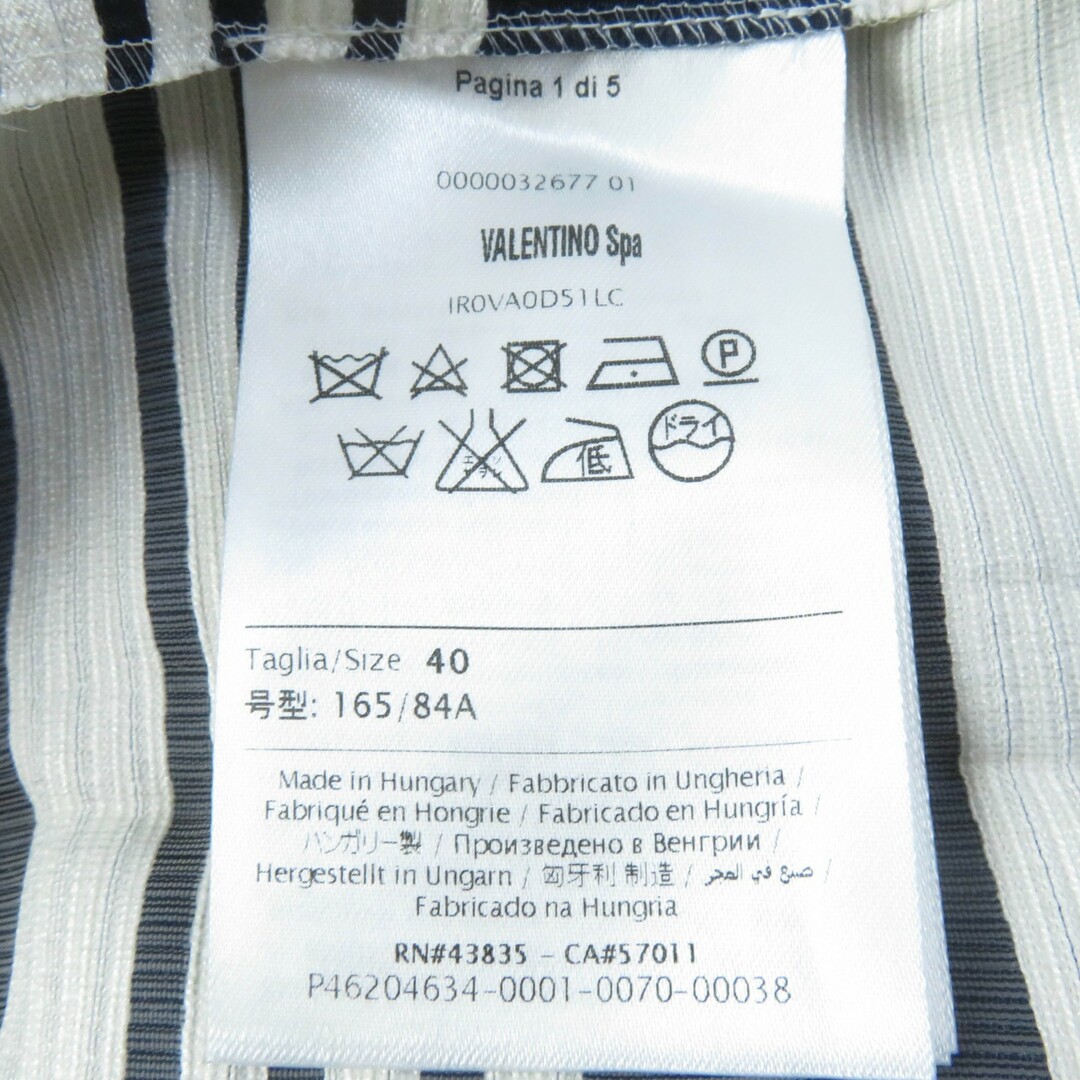 Pagina 1 di 5
0000032677 01
VALENTINO Spa
IR0VA0D51LC
P
低 ドライ
Taglia/Size 40
号型: 165/84A
Made in Hungary / Fabbricato in Ungheria /
Fabriqué en Hongrie / Fabricado en Hungría /
ハンガリー製 / Произведено в Венгрии /
Hergestellt in Ungarn / 匈牙利 制造 / صنع في المجر /
Fabricado na Hungria
RN#43835 - CA#57011
P46204634-0001-0070-00038